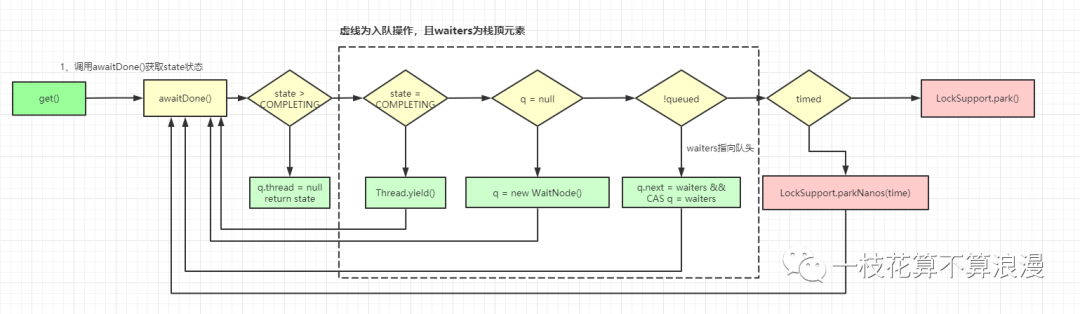 虚线为入队操作，且waiters为栈顶元素
1、调用awaitDone()获取state状态
get()
awaitDone()
state >
COMPLETING
state =
COMPLETING
q = null
!queued
timed
LockSupport.park()
waiters指向队头
q.thread = null
return state
Thread.yield()
q = new WaitNode()
q.next = waiters &&
CAS q = waiters
LockSupport.parkNanos(time)
一枝花算不算浪漫